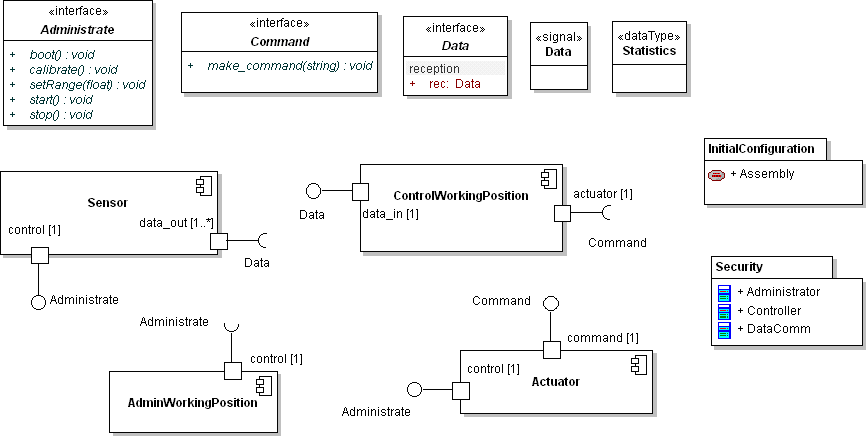 «interface»
Administrate
+ boot() : void
+ calibrate() : void
+ setRange(float) : void
+ start() : void
+ stop() : void
«interface»
Command
+ make_command(string) : void
«interface»
Data
reception
+ rec: Data
«signal»
Data
«dataType»
Statistics
InitialConfiguration
+ Assembly
Sensor
control [1]
data_out [1..*]
Data
Administrate
ControlWorkingPosition
Data
data_in [1]
actuator [1]
Command
Security
+ Administrator
+ Controller
+ DataComm
Administrate
control [1]
AdminWorkingPosition
Command
command [1]
control [1]
Actuator
Administrate